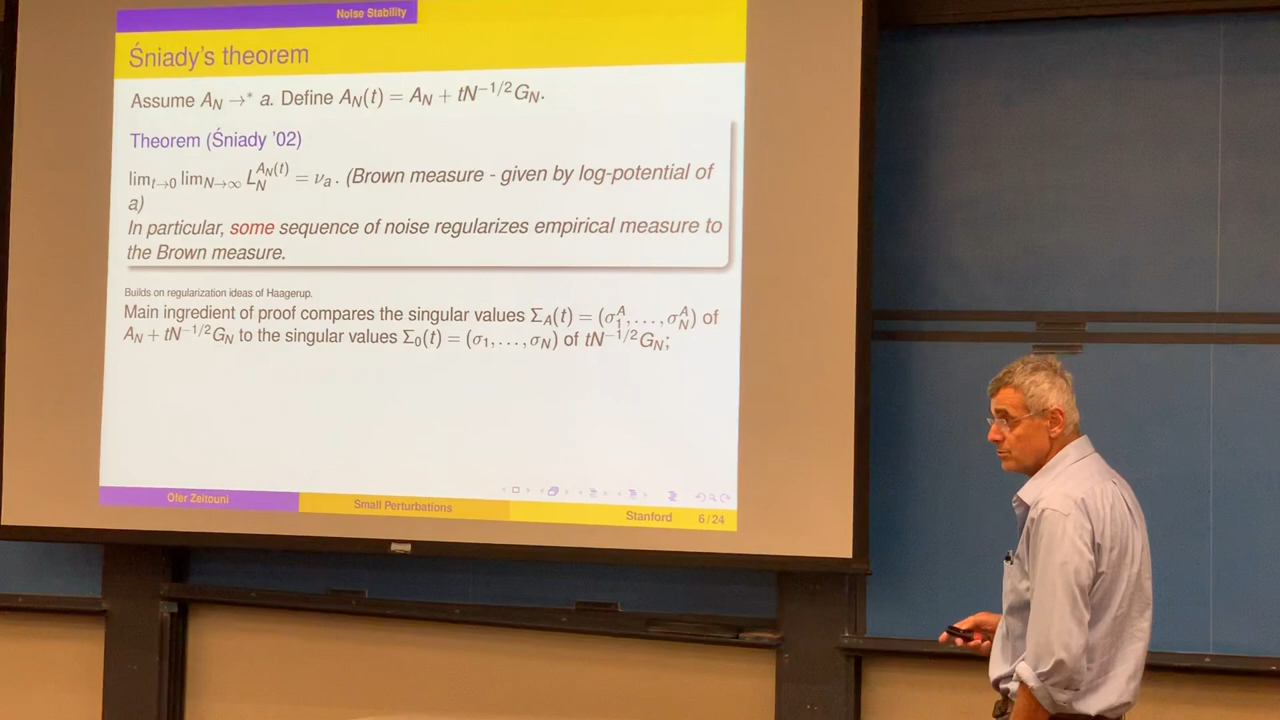 Noise Stability
Śniady's theorem
Assume A_N →* a. Define A_N(t) = A_N + tN^{-1/2}G_N.
Theorem (Śniady '02)
lim_{t→0} lim_{N→∞} L_N^{A_N(t)} = ν_a. (Brown measure - given by log-potential of
a)
In particular, some sequence of noise regularizes empirical measure to
the Brown measure.
Builds on regularization ideas of Haagerup.
Main ingredient of proof compares the singular values Σ_A(t) = (σ_1^A, . . . , σ_N^A) of
A_N + tN^{-1/2}G_N to the singular values Σ_0(t) = (σ_1, . . . , σ_N) of tN^{-1/2}G_N;
Ofer Zeitouni
Small Perturbations
Stanford
6 / 24